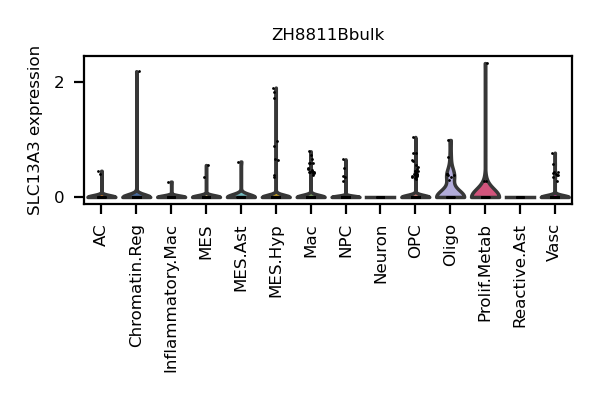 ZH8811Bbulk
SLC13A3 expression
2
0
AC
Chromatin.Reg
Inflammatory.Mac
MES
MES.Ast
MES.Hyp
Mac
NPC
Neuron
OPC
Oligo
Prolif.Metab
Reactive.Ast
Vasc